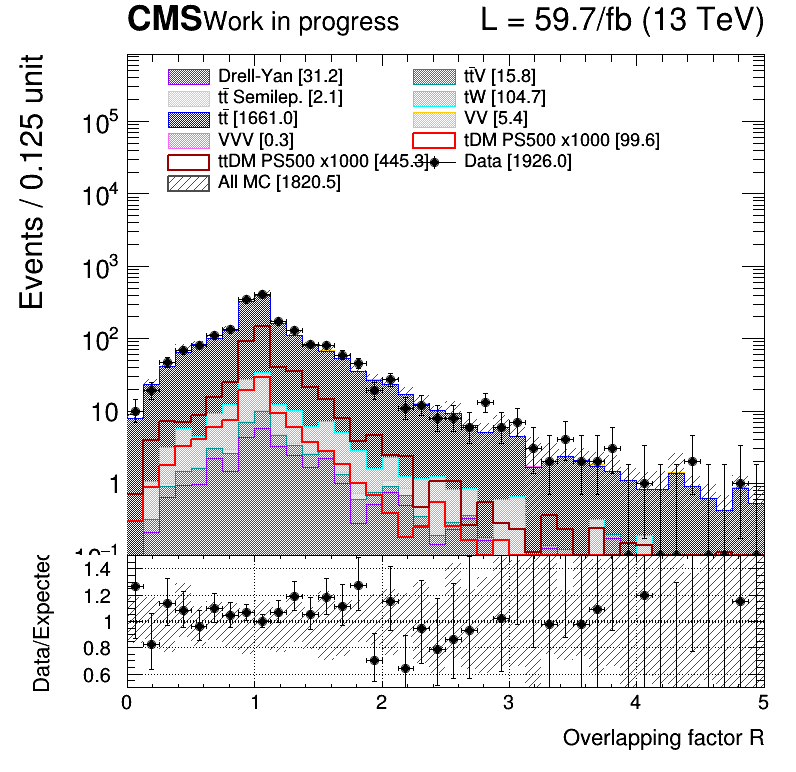 CMS Work in progress L = 59.7/fb (13 TeV)
Drell-Yan [31.2] tt̄V [15.8]
tt̄ Semilep. [2.1] tW [104.7]
tt̄ [1661.0] VV [5.4]
VVV [0.3] tDM PS500 x1000 [99.6]
ttDM PS500 x1000 [445.3] Data [1926.0]
All MC [1820.5]
Events / 0.125 unit
10⁵
10⁴
10³
10²
10
1
10⁻¹
Data/Expected
1.4
1.2
1
0.8
0.6
0 1 2 3 4 5
Overlapping factor R